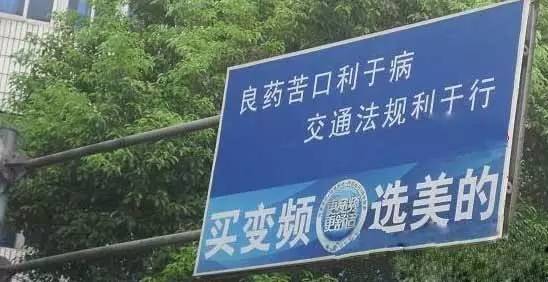 良药苦口利于病
交通法规利于行
买变频 选美的